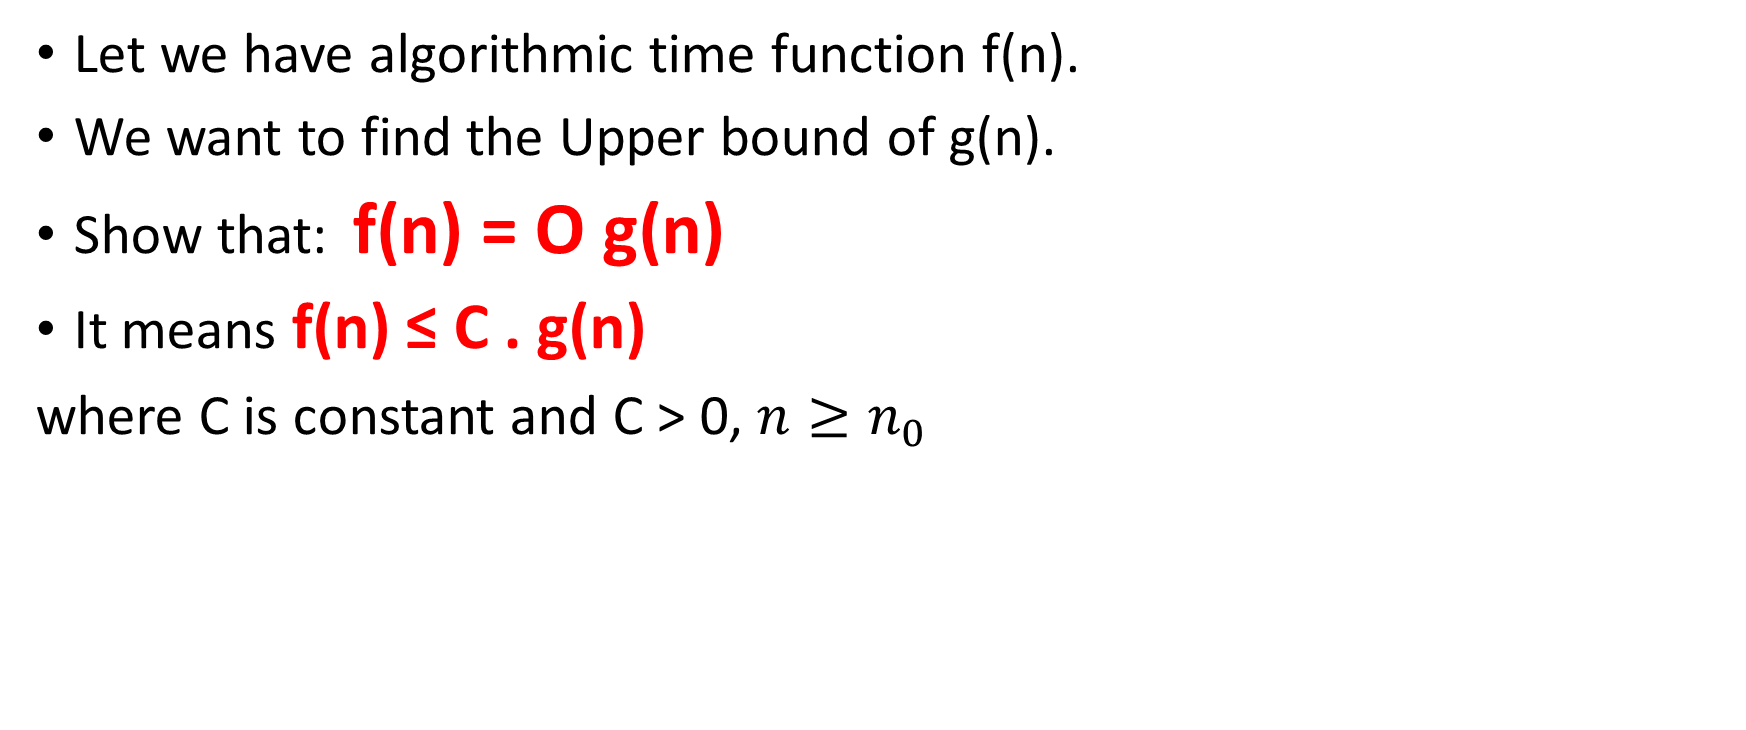 • Let we have algorithmic time function f(n).
• We want to find the Upper bound of g(n).
• Show that: f(n) = O g(n)
• It means f(n) ≤ C . g(n)
where C is constant and C > 0, 𝑛 ≥ 𝑛₀